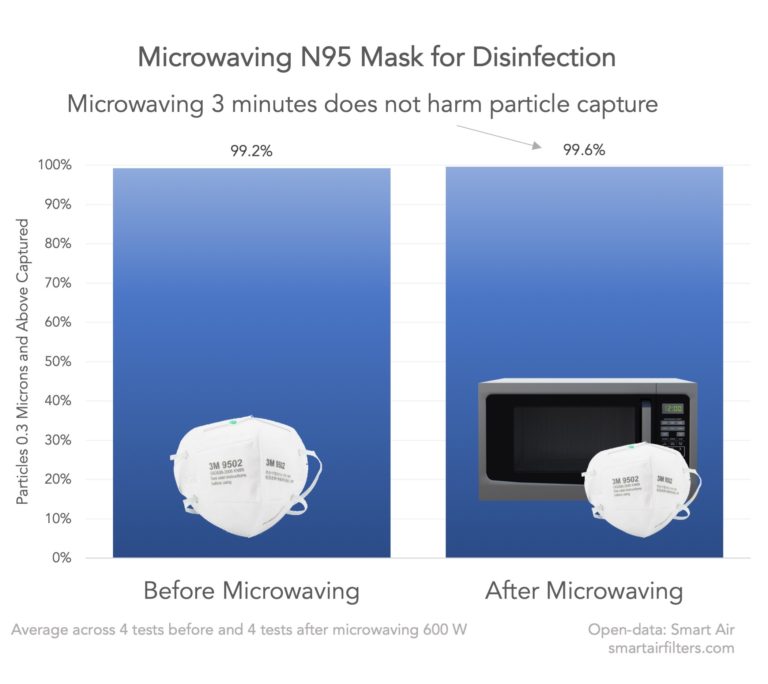 Microwaving N95 Mask for Disinfection
Microwaving 3 minutes does not harm particle capture
99.2%
99.6%
100%
90%
80%
70%
60%
50%
40%
30%
20%
10%
0%
Particles 0.3 Microns and Above Captured
3M 9502
3M 9502
12:00
3M 9502
3M 9502
Before Microwaving
After Microwaving
Average across 4 tests before and 4 tests after microwaving 600 W
Open-data: Smart Air
smartairfilters.com